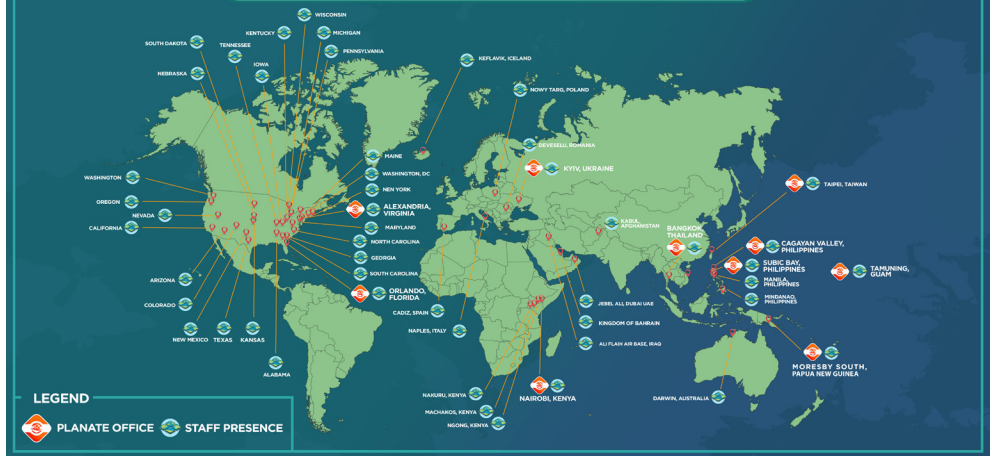 WISCONSIN
KENTUCKY
MICHIGAN
SOUTH DAKOTA
TENNESSEE
PENNSYLVANIA
NEBRASKA
IOWA
KEFLAVIK, ICELAND
NOWY TARG, POLAND
DEVESELU, ROMANIA
KYIV, UKRAINE
MAINE
WASHINGTON, DC
NEN YORK
ALEXANDRIA,
VIRGINIA
MARYLAND
NORTH CAROLINA
GEORGIA
SOUTH CAROLINA
ORLANDO,
FLORIDA
WASHINGTON
OREGON
NEVADA
CALIFORNIA
ARIZONA
COLORADO
NEW MEXICO
TEXAS
KANSAS
ALABAMA
CADIZ, SPAIN
NAPLES, ITALY
KABUL,
AFGHANISTAN
BANGKOK,
THAILAND
TAIPEI, TAIWAN
CAGAYAN VALLEY,
PHILIPPINES
SUBIC BAY,
PHILIPPINES
MANILA,
PHILIPPINES
MINDANAO,
PHILIPPINES
TAMUNING,
GUAM
JEBEL ALI, DUBAI UAE
KINGDOM OF BAHRAIN
ALI FLAIN AIR BASE, IRAQ
NAKURU, KENYA
MACHAKOS, KENYA
NGONG, KENYA
NAIROBI, KENYA
MORESBY SOUTH,
PAPUA NEW GUINEA
DARWIN, AUSTRALIA
LEGEND
PLANATE OFFICE
STAFF PRESENCE